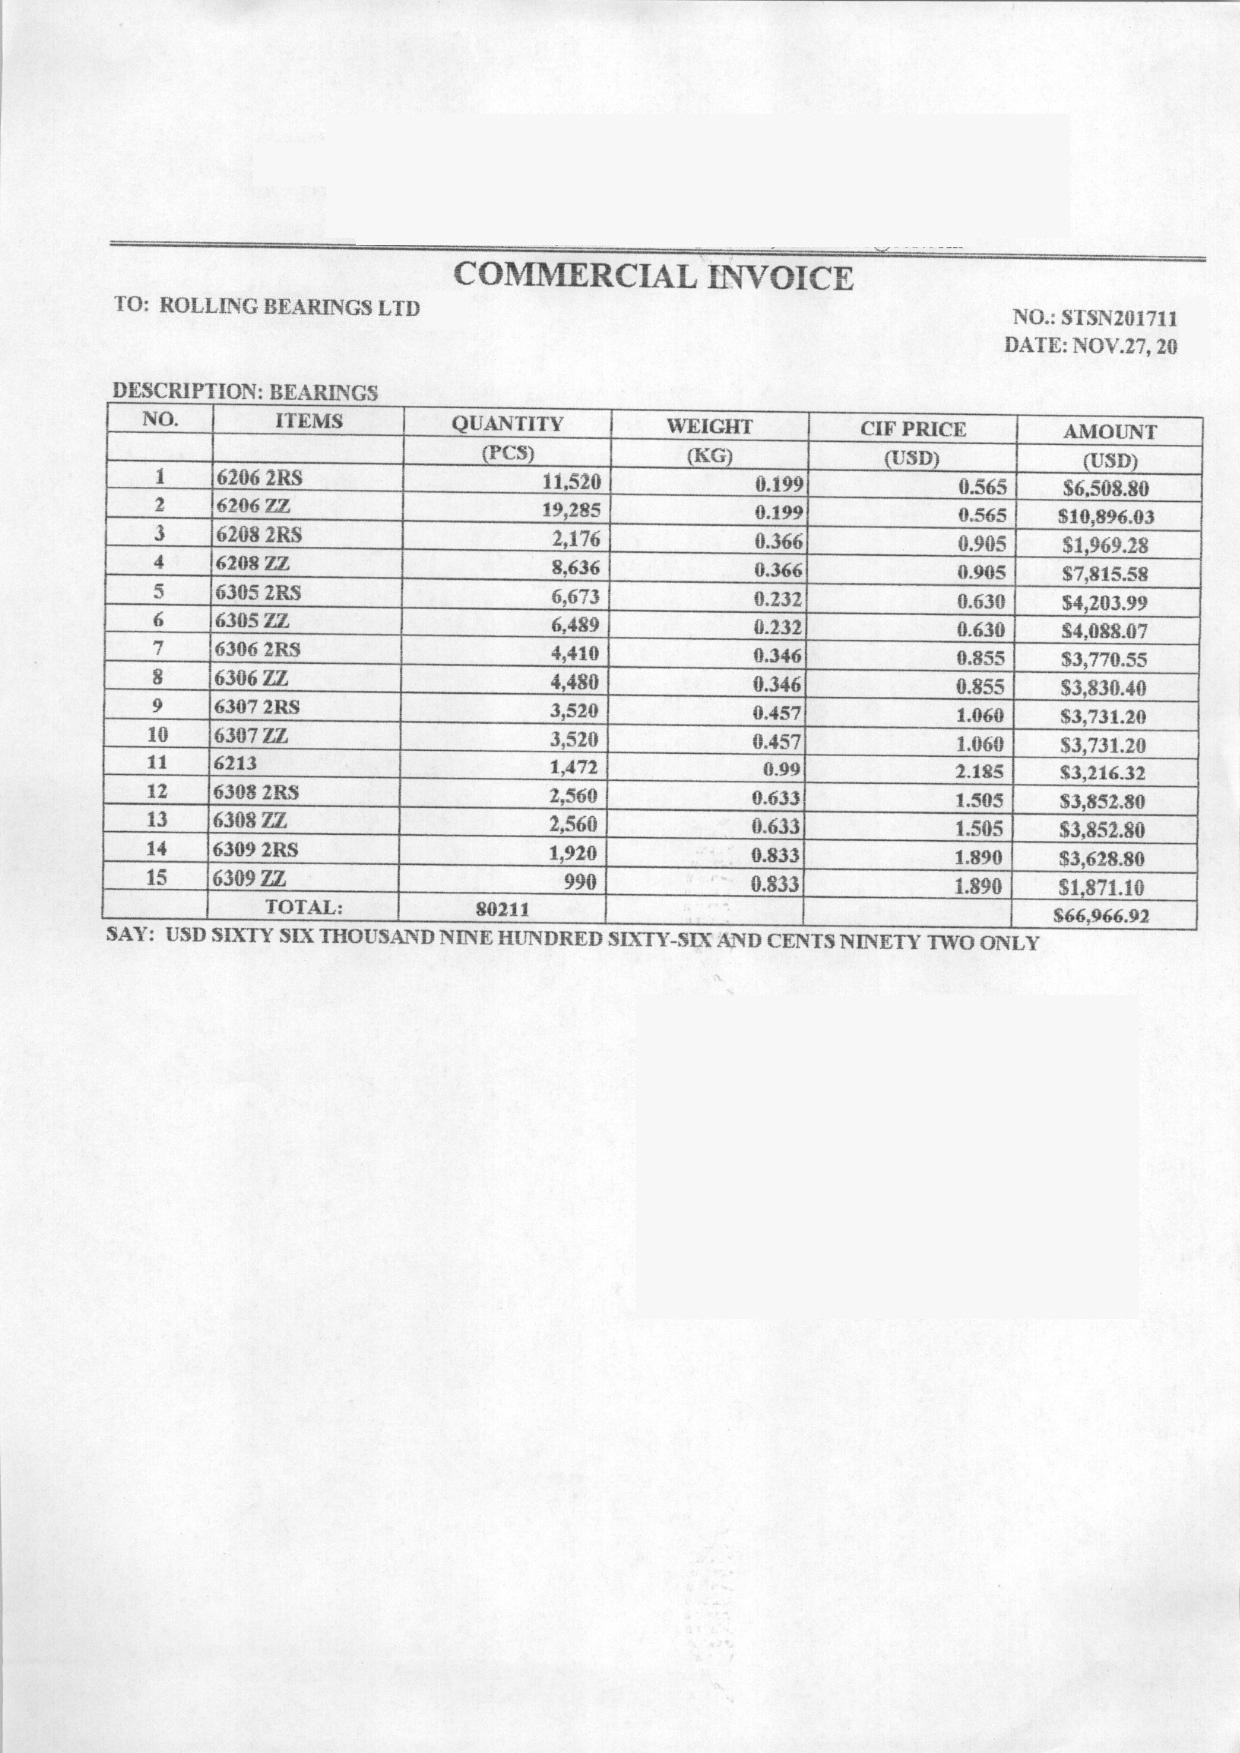 COMMERCIAL INVOICE
TO: ROLLING BEARINGS LTD
NO.: STSN201711
DATE: NOV.27, 20
DESCRIPTION: BEARINGS
NO. ITEMS QUANTITY WEIGHT CIF PRICE AMOUNT
(PCS) (KG) (USD) (USD)
1 6206 2RS 11,520 0.199 0.565 $6,508.80
2 6206 ZZ 19,285 0.199 0.565 $10,896.03
3 6208 2RS 2,176 0.366 0.905 $1,969.28
4 6208 ZZ 8,636 0.366 0.905 $7,815.58
5 6305 2RS 6,673 0.232 0.630 $4,203.99
6 6305 ZZ 6,489 0.232 0.630 $4,088.07
7 6306 2RS 4,410 0.346 0.855 $3,770.55
8 6306 ZZ 4,480 0.346 0.855 $3,830.40
9 6307 2RS 3,520 0.457 1.060 $3,731.20
10 6307 ZZ 3,520 0.457 1.060 $3,731.20
11 6213 1,472 0.99 2.185 $3,216.32
12 6308 2RS 2,560 0.633 1.505 $3,852.80
13 6308 ZZ 2,560 0.633 1.505 $3,852.80
14 6309 2RS 1,920 0.833 1.890 $3,628.80
15 6309 ZZ 990 0.833 1.890 $1,871.10
TOTAL: 80211 $66,966.92
SAY: USD SIXTY SIX THOUSAND NINE HUNDRED SIXTY-SIX AND CENTS NINETY TWO ONLY